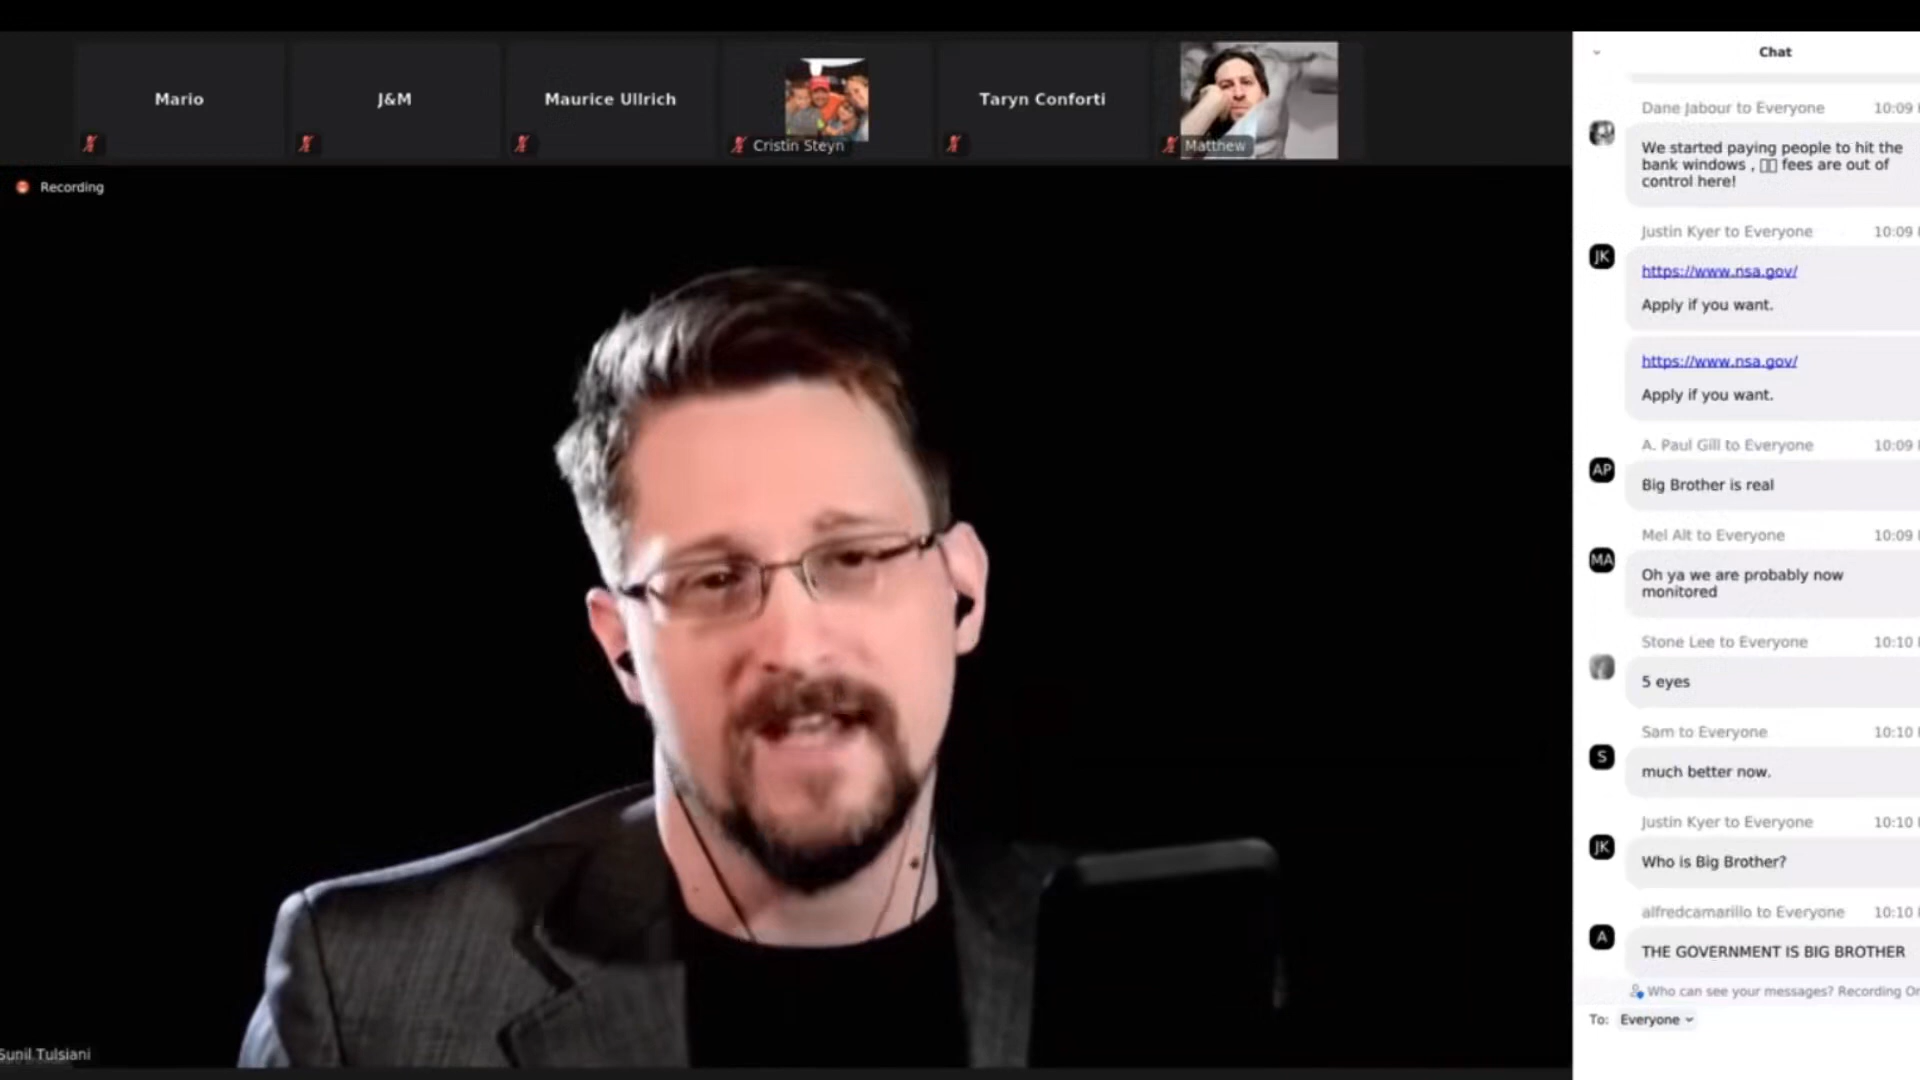 Mario
J&M
Maurice Ullrich
Cristin Steyn
Taryn Conforti
Matthew
Recording
Sunil Tulsiani
Chat
Dane Jabour to Everyone 10:09
We started paying people to hit the
bank windows , fees are out of
control here!
Justin Kyer to Everyone 10:09
JK
https://www.nsa.gov/
Apply if you want.
https://www.nsa.gov/
Apply if you want.
A. Paul Gill to Everyone 10:09
AP
Big Brother is real
Mel Alt to Everyone 10:09
MA
Oh ya we are probably now
monitored
Stone Lee to Everyone 10:10
5 eyes
Sam to Everyone 10:10
S
much better now.
Justin Kyer to Everyone 10:10
JK
Who is Big Brother?
alfredcamarillo to Everyone 10:10
A
THE GOVERNMENT IS BIG BROTHER
Who can see your messages? Recording
To: Everyone